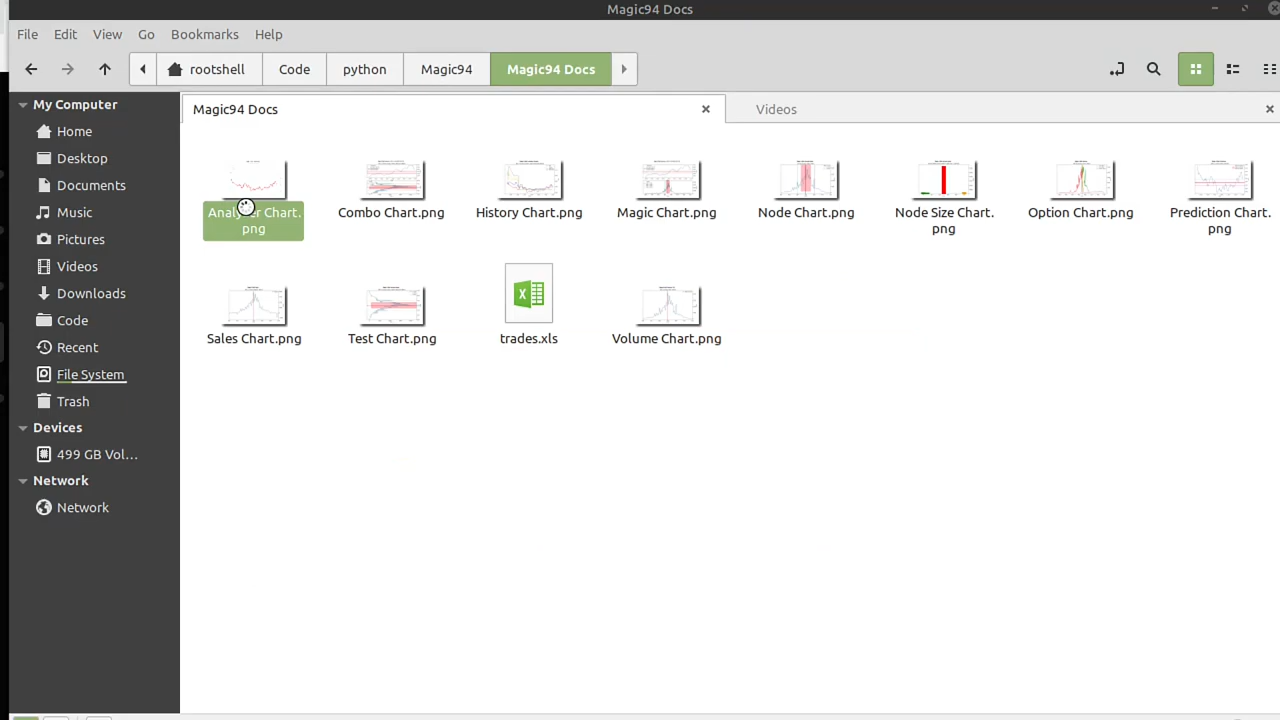 Magic94 Docs
File Edit View Go Bookmarks Help
rootshell Code python Magic94 Magic94 Docs
My Computer
Home
Desktop
Documents
Music
Pictures
Videos
Downloads
Code
Recent
File System
Trash
Devices
499 GB Vol...
Network
Network
Magic94 Docs
Videos
Analyzer Chart.
png
Combo Chart.png
History Chart.png
Magic Chart.png
Node Chart.png
Node Size Chart.
png
Option Chart.png
Prediction Chart.
png
Sales Chart.png
Test Chart.png
trades.xls
Volume Chart.png